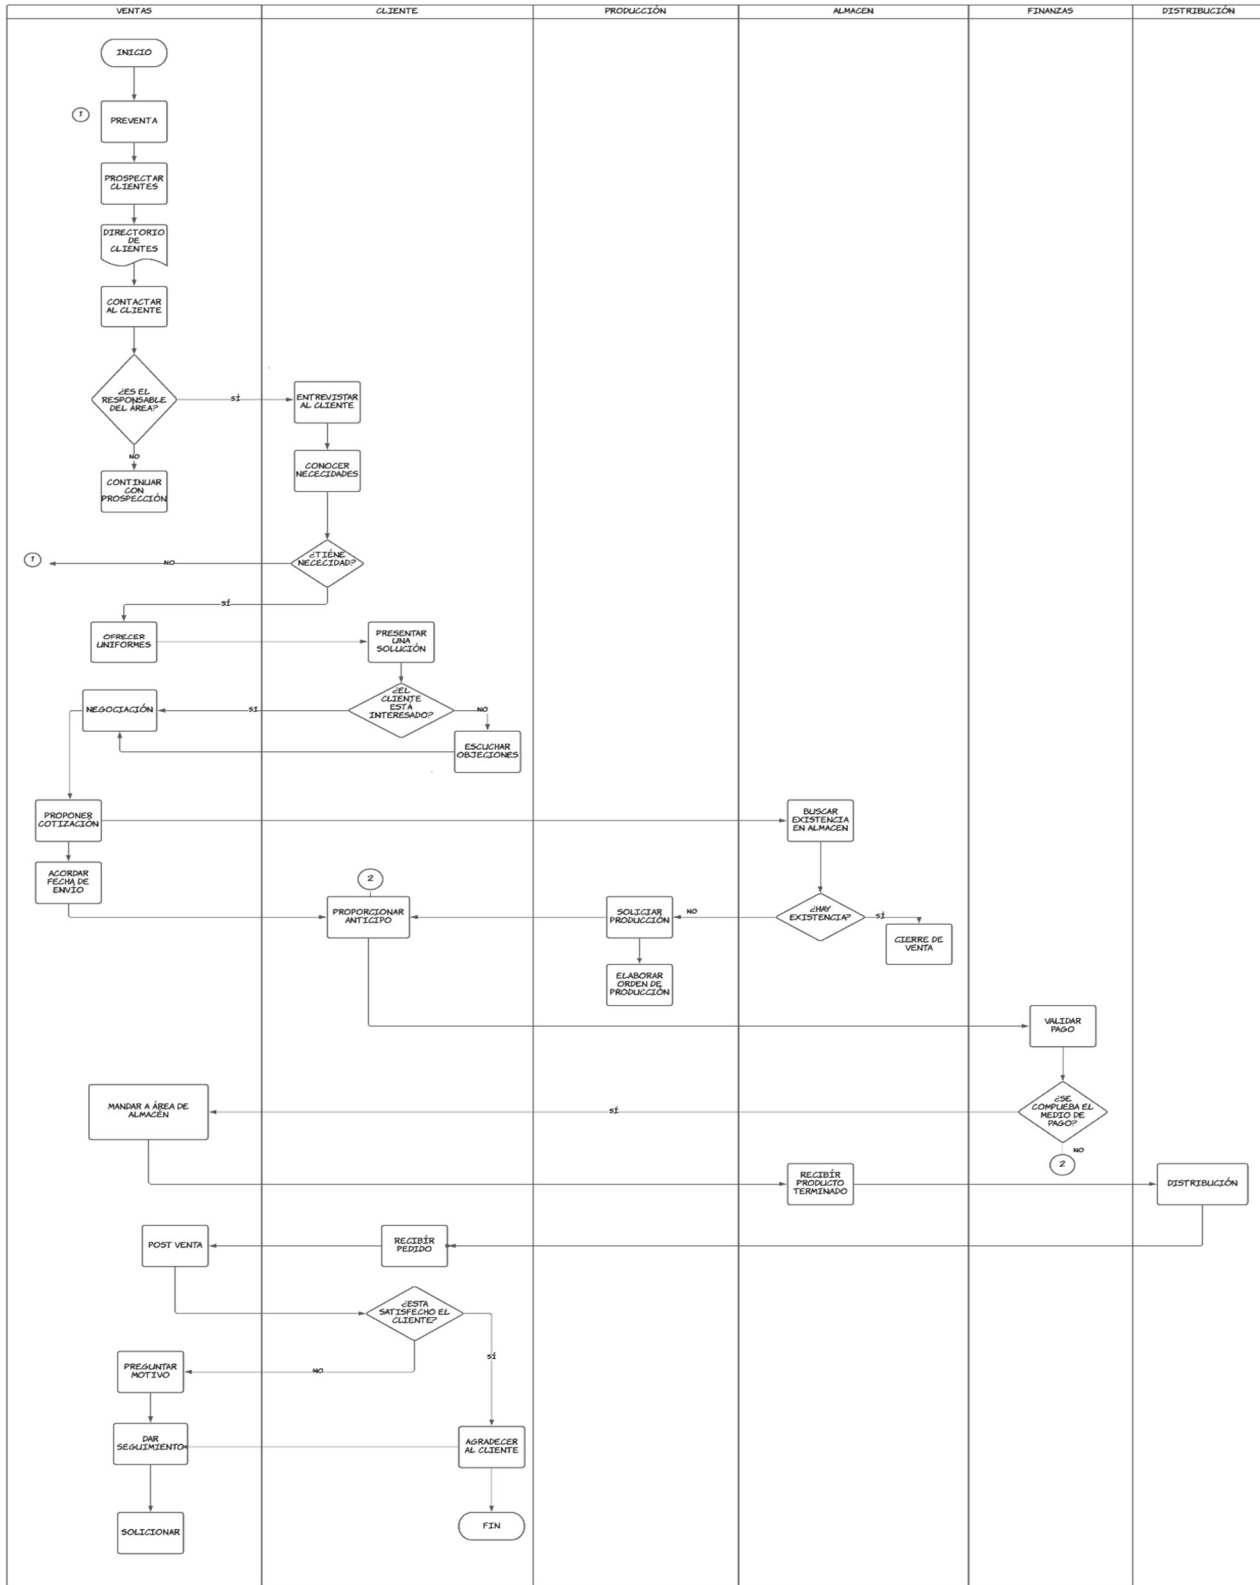 VENTAS
CLIENTE
PRODUCCIÓN
ALMACEN
FINANZAS
DISTRIBUCIÓN
INICIO
1
PREVENTA
PROSPECTAR
CLIENTES
DIRECTORIO
DE
CLIENTES
CONTACTAR
AL CLIENTE
¿ES EL
RESPONSABLE
DEL ÁREA?
SÍ
ENTREVISTAR
AL CLIENTE
NO
CONOCER
NECECIDADES
CONTINUAR
CON
PROSPECCIÓN
1
NO
¿TIÉNE
NECECIDAD?
SÍ
OFRECER
UNIFORMES
PRESENTAR
UNA
SOLUCIÓN
NEGOCIACIÓN
SI
¿EL
CLIENTE
ESTÁ
INTERESADO?
NO
ESCUCHAR
OBJECIONES
PROPONER
COTIZACIÓN
BUSCAR
EXISTENCIA
EN ALMACEN
ACORDAR
FECHA DE
ENVÍO
2
PROPORCIONAR
ANTICIPO
SOLICIAR
PRODUCCIÓN
NO
¿HAY
EXISTENCIA?
SÍ
CIERRE DE
VENTA
ELABORAR
ORDEN DE
PRODUCCIÓN
VALIDAR
PAGO
MANDAR A ÁREA DE
ALMACÉN
SÍ
¿SE
COMPUEBA EL
MEDIO DE
PAGO?
NO
2
RECIBÍR
PRODUCTO
TERMINADO
DISTRIBUCIÓN
POST VENTA
RECIBÍR
PEDIDO
¿ESTA
SATISFECHO EL
CLIENTE?
SÍ
PREGUNTAR
MOTIVO
NO
DAR
SEGUIMIENTO
AGRADECER
AL CLIENTE
SOLICIONAR
FIN